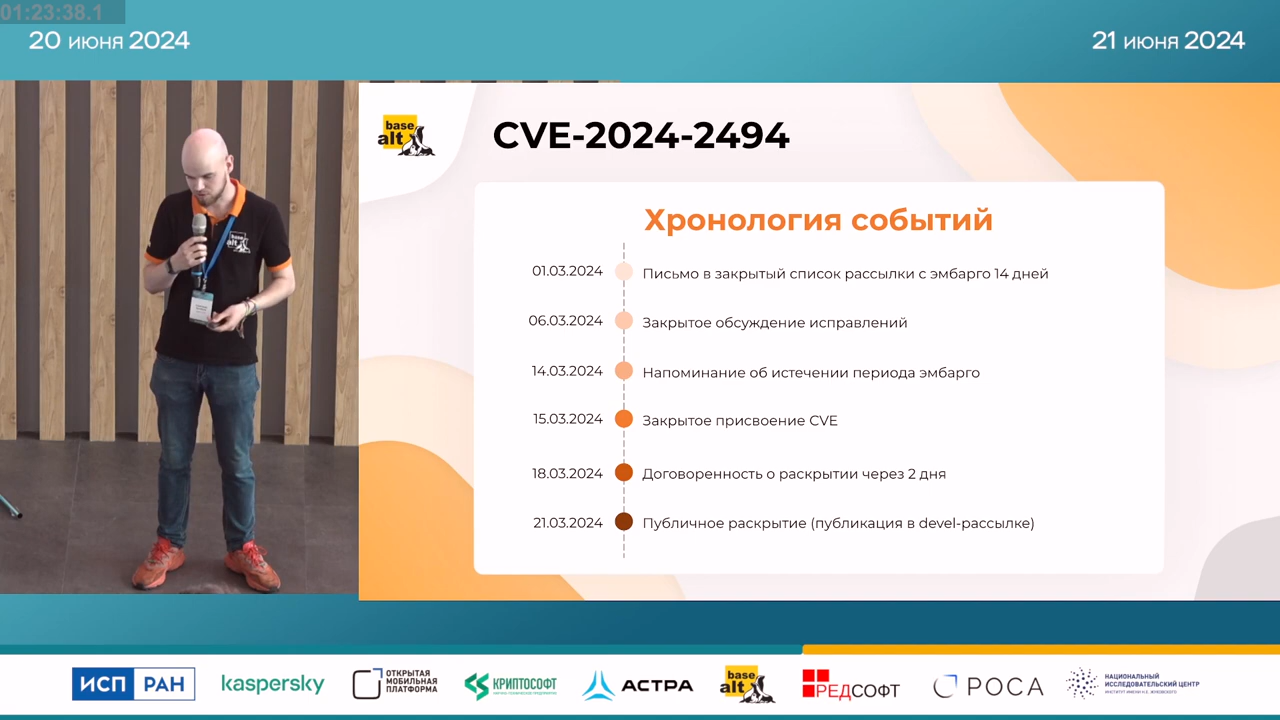 01:23:38.1
20 июня 2024
21 июня 2024
base
alt
CVE-2024-2494
Хронология событий
01.03.2024 Письмо в закрытый список рассылки с эмбарго 14 дней
06.03.2024 Закрытое обсуждение исправлений
14.03.2024 Напоминание об истечении периода эмбарго
15.03.2024 Закрытое присвоение CVE
18.03.2024 Договоренность о раскрытии через 2 дня
21.03.2024 Публичное раскрытие (публикация в devel-рассылке)
base
alt
ИСП РАН
kaspersky
ОТКРЫТАЯ
МОБИЛЬНАЯ
ПЛАТФОРМА
КРИПТОСОФТ
АСТРА
base
alt
РЕДСОФТ
РОСА
НАЦИОНАЛЬНЫЙ
ИССЛЕДОВАТЕЛЬСКИЙ ЦЕНТР